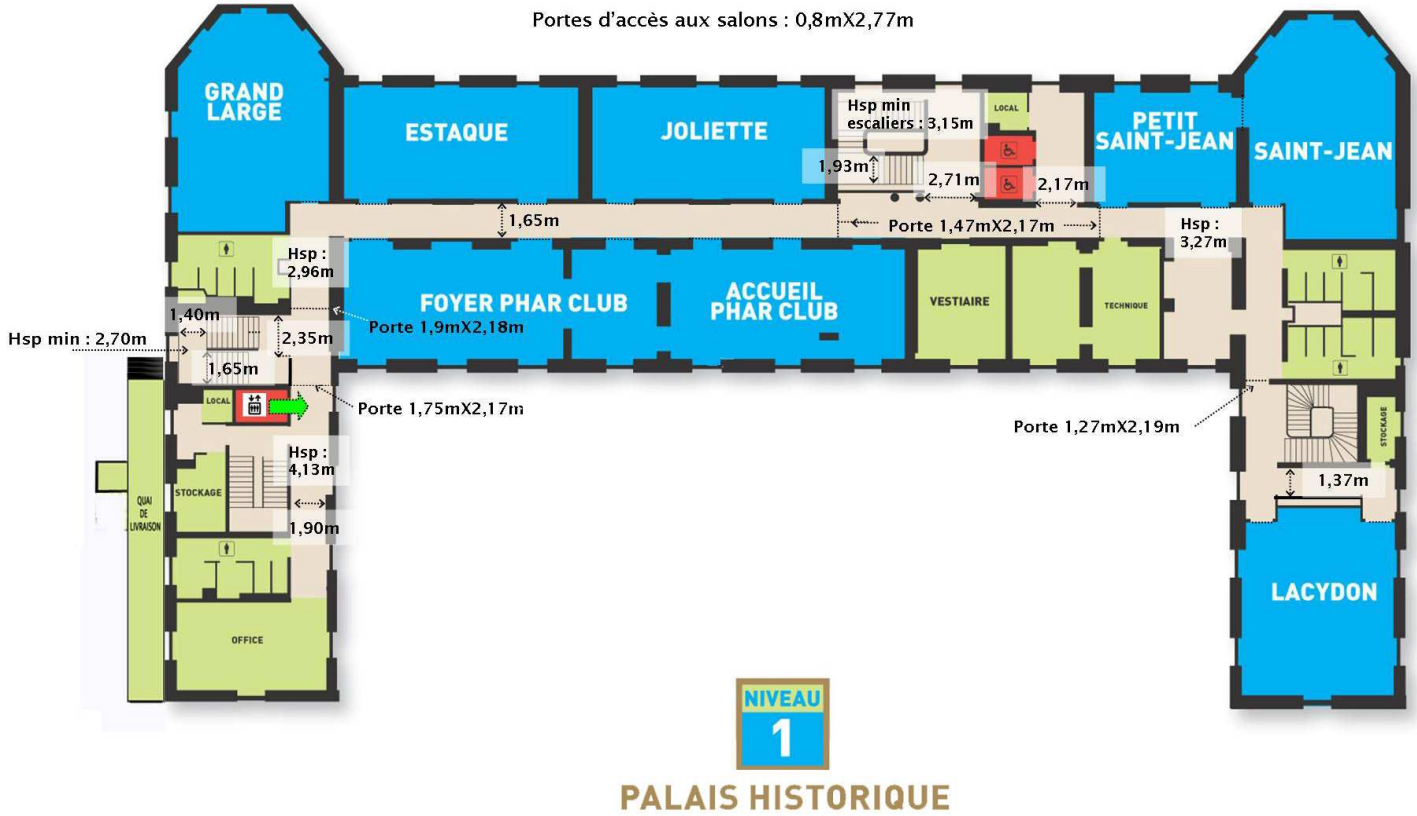 Portes d'accès aux salons : 0,8mX2,77m
GRAND
LARGE
ESTAQUE
JOLIETTE
Hsp min
escaliers : 3,15m
LOCAL
PETIT
SAINT-JEAN
SAINT-JEAN
1,93m
2,71m
2,17m
1,65m
Porte 1,47mX2,17m
Hsp :
3,27m
Hsp :
2,96m
FOYER PHAR CLUB
ACCUEIL
PHAR CLUB
VESTIAIRE
TECHNIQUE
1,40m
Porte 1,9mX2,18m
Hsp min : 2,70m
2,35m
1,65m
LOCAL
Porte 1,75mX2,17m
Porte 1,27mX2,19m
STOCKAGE
Hsp :
4,13m
1,37m
STOCKAGE
QUAI
DE
LIVRAISON
1,90m
LACYDON
OFFICE
NIVEAU
1
PALAIS HISTORIQUE